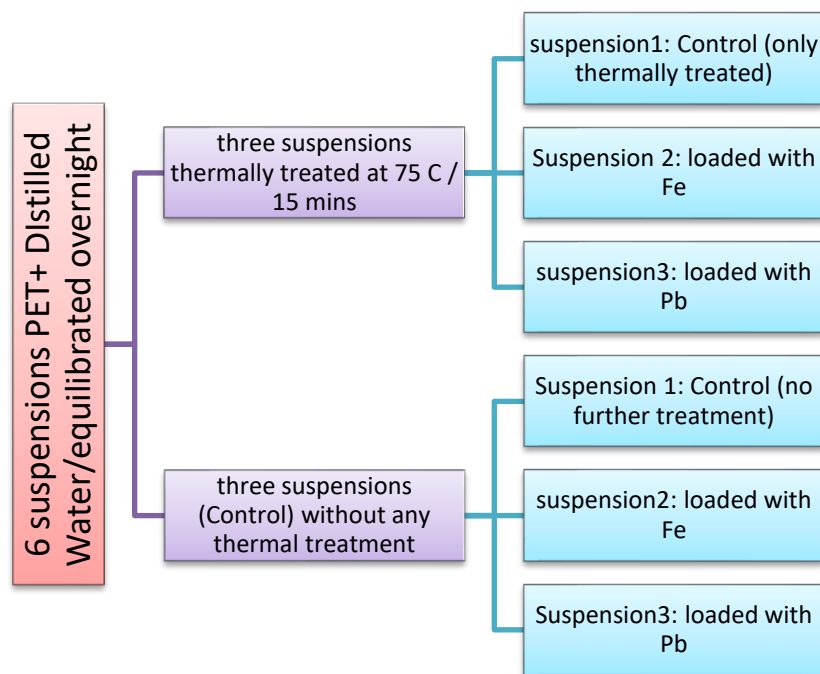 6 suspensions PET+ DIstilled
Water/equilibrated overnight
three suspensions
thermally treated at 75 C /
15 mins
suspension1: Control (only
thermally treated)
Suspension 2: loaded with
Fe
suspension3: loaded with
Pb
three suspensions
(Control) without any
thermal treatment
Suspension 1: Control (no
further treatment)
suspension2: loaded with
Fe
Suspension3: loaded with
Pb